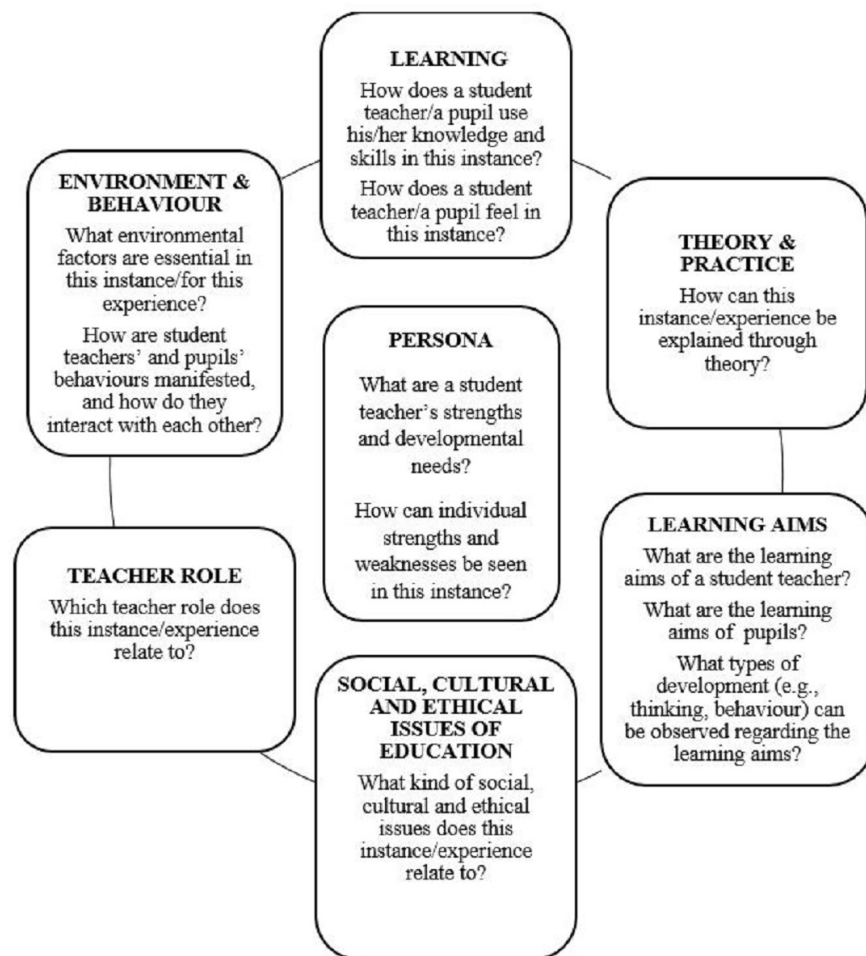 LEARNING
How does a student
teacher/a pupil use
his/her knowledge and
skills in this instance?
How does a student
teacher/a pupil feel in
this instance?
ENVIRONMENT &
BEHAVIOUR
What environmental
factors are essential in
this instance/for this
experience?
How are student
teachers’ and pupils’
behaviours manifested,
and how do they
interact with each other?
THEORY &
PRACTICE
How can this
instance/experience be
explained through
theory?
PERSONA
What are a student
teacher’s strengths
and developmental
needs?
How can individual
strengths and
weaknesses be seen
in this instance?
TEACHER ROLE
Which teacher role does
this instance/experience
relate to?
LEARNING AIMS
What are the learning
aims of a student teacher?
What are the learning
aims of pupils?
What types of
development (e.g.,
thinking, behaviour) can
be observed regarding the
learning aims?
SOCIAL, CULTURAL
AND ETHICAL
ISSUES OF
EDUCATION
What kind of social,
cultural and ethical
issues does this
instance/experience
relate to?